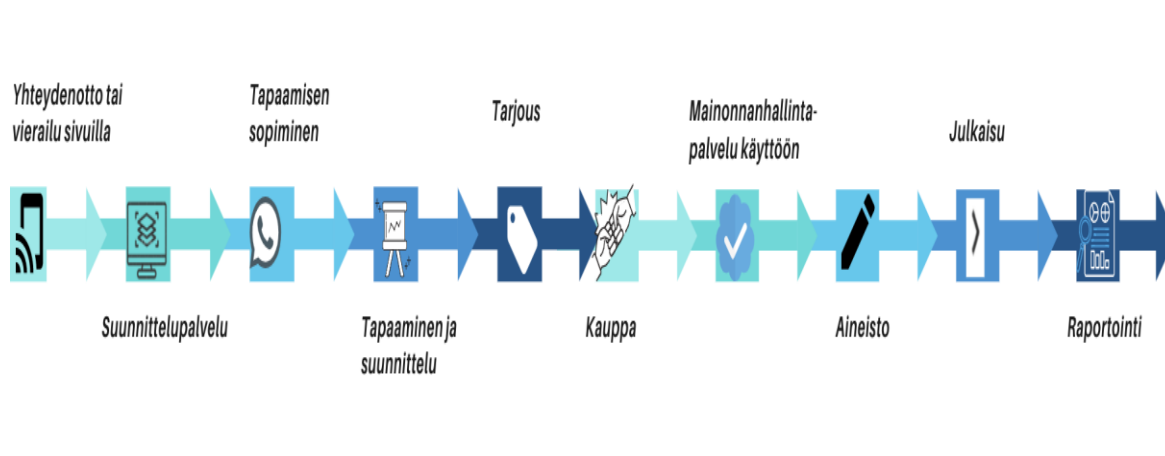 Yhteydenotto tai
vierailu sivuilla
Suunnittelupalvelu
Tapaamisen
sopiminen
Tapaaminen ja
suunnittelu
Tarjous
Kauppa
Mainonnanhallinta-
palvelu käyttöön
Aineisto
Julkaisu
Raportointi